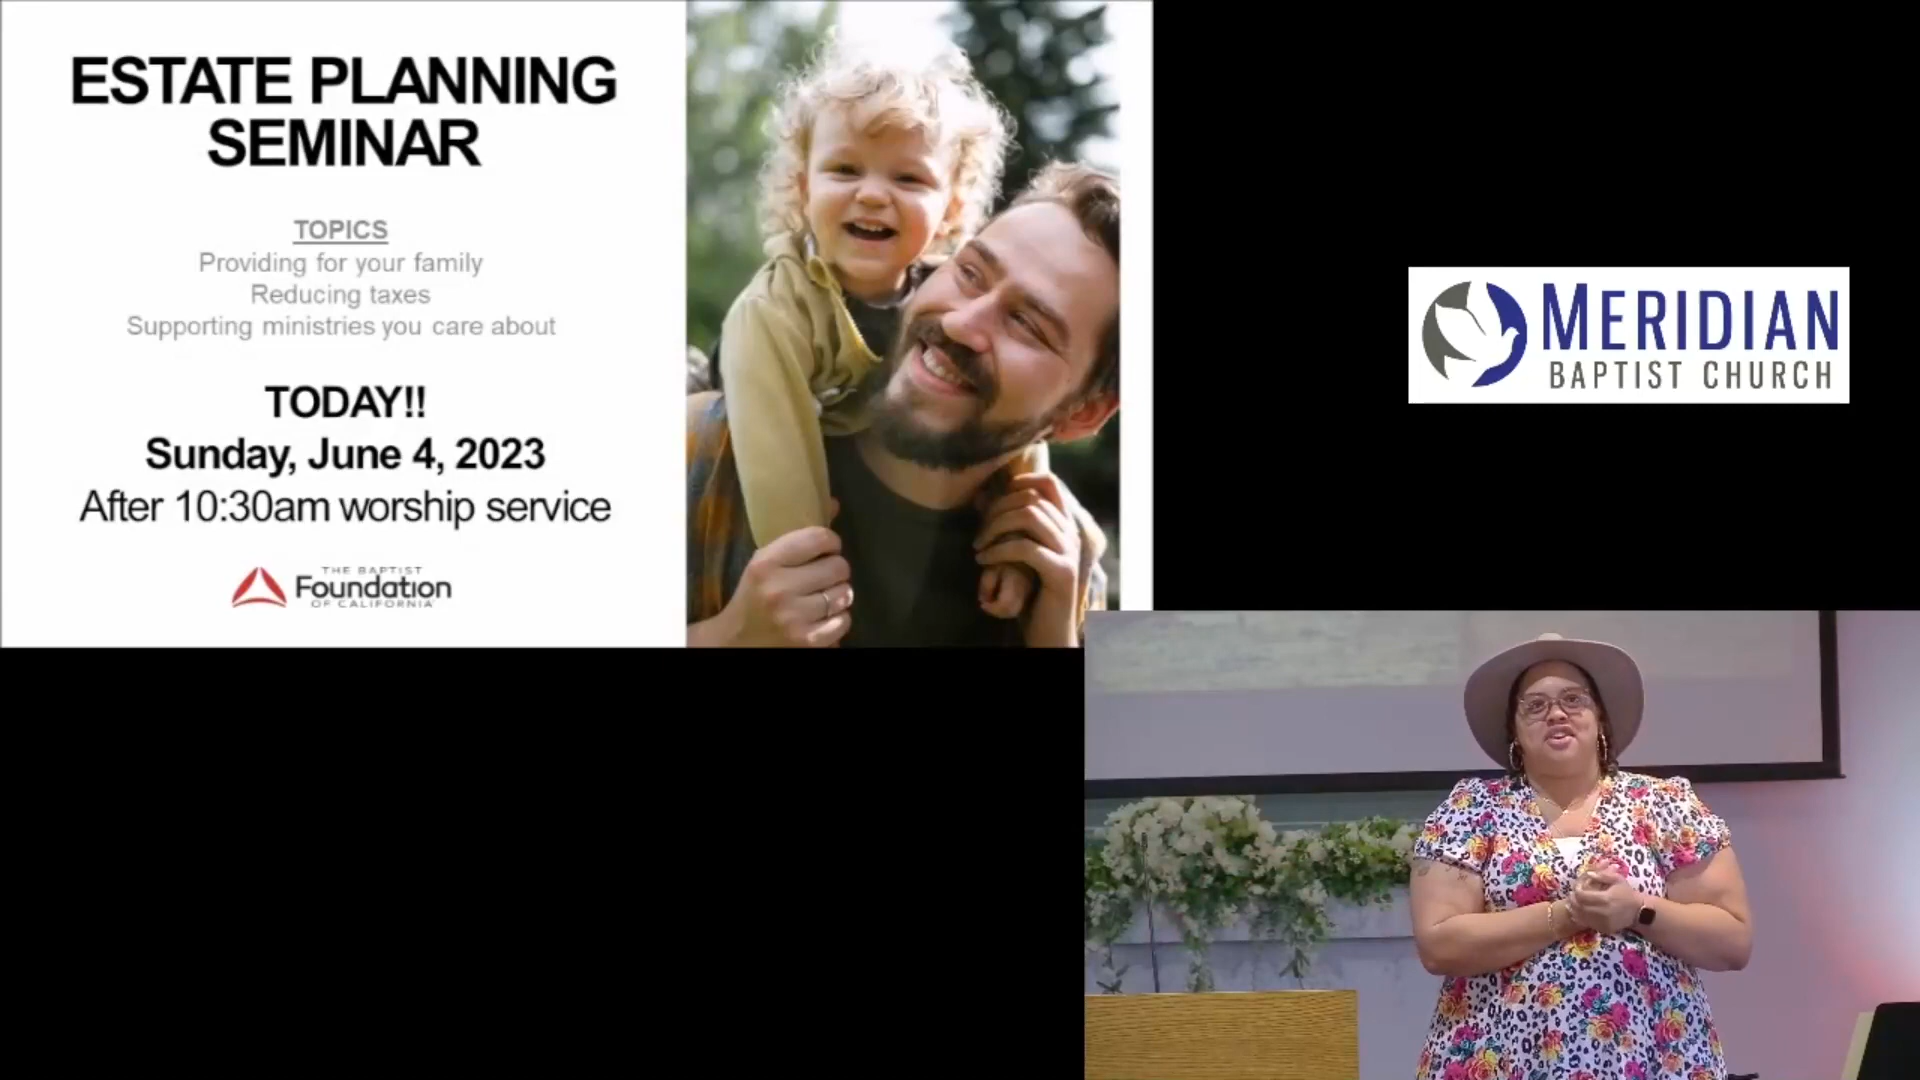 ESTATE PLANNING
SEMINAR
TOPICS
Providing for your family
Reducing taxes
Supporting ministries you care about
TODAY!!
Sunday, June 4, 2023
After 10:30am worship service
THE BAPTIST
Foundation
OF CALIFORNIA
MERIDIAN
BAPTIST CHURCH